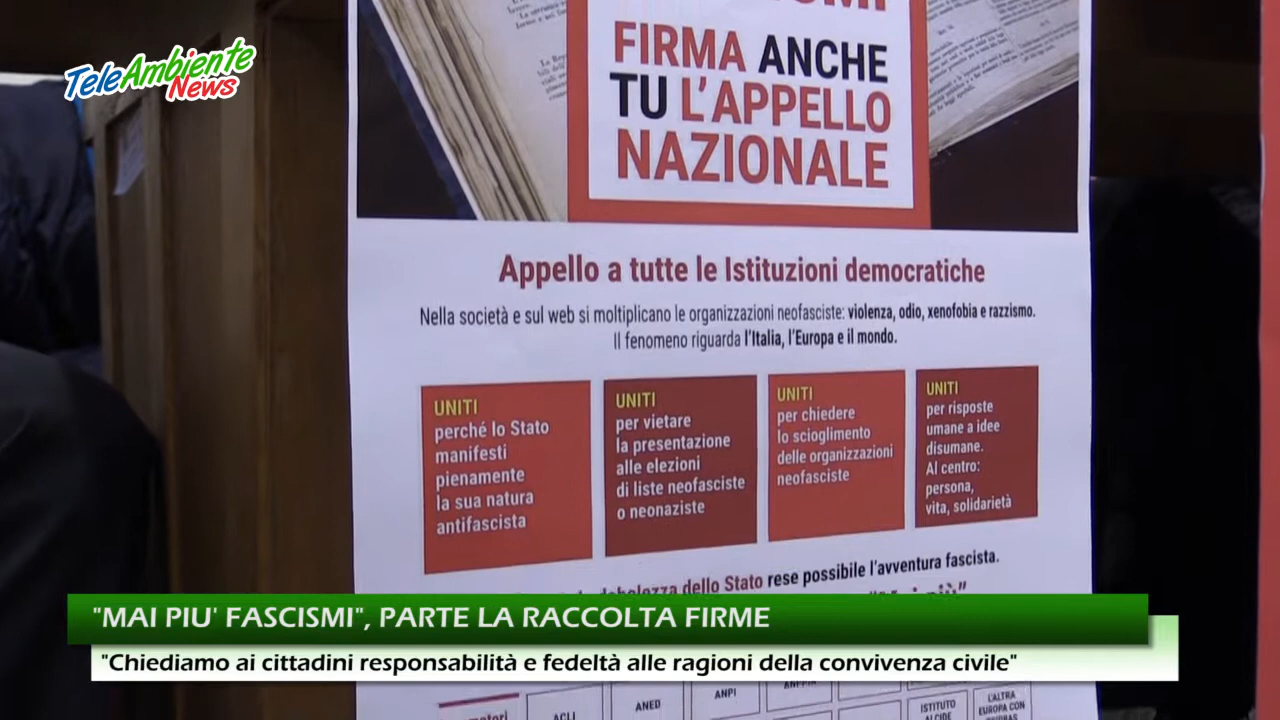 TeleAmbiente
News
FIRMA ANCHE
TU L'APPELLO
NAZIONALE
Appello a tutte le Istituzioni democratiche
Nella società e sul web si moltiplicano le organizzazioni neofasciste: violenza, odio, xenofobia e razzismo.
Il fenomeno riguarda l'Italia, l'Europa e il mondo.
UNITI
perché lo Stato
manifesti
pienamente
la sua natura
antifascista
UNITI
per vietare
la presentazione
alle elezioni
di liste neofasciste
o neonaziste
UNITI
per chiedere
lo scioglimento
delle organizzazioni
neofasciste
UNITI
per risposte
umane a idee
disumane.
Al centro:
persona,
vita, solidarietà
dello Stato rese possibile l'avventura fascista.
"MAI PIU' FASCISMI", PARTE LA RACCOLTA FIRME
"Chiediamo ai cittadini responsabilità e fedeltà alle ragioni della convivenza civile"
ACLI
ANED
ANPI
ISTITUTO
L'ALTRA
EUROPA CON